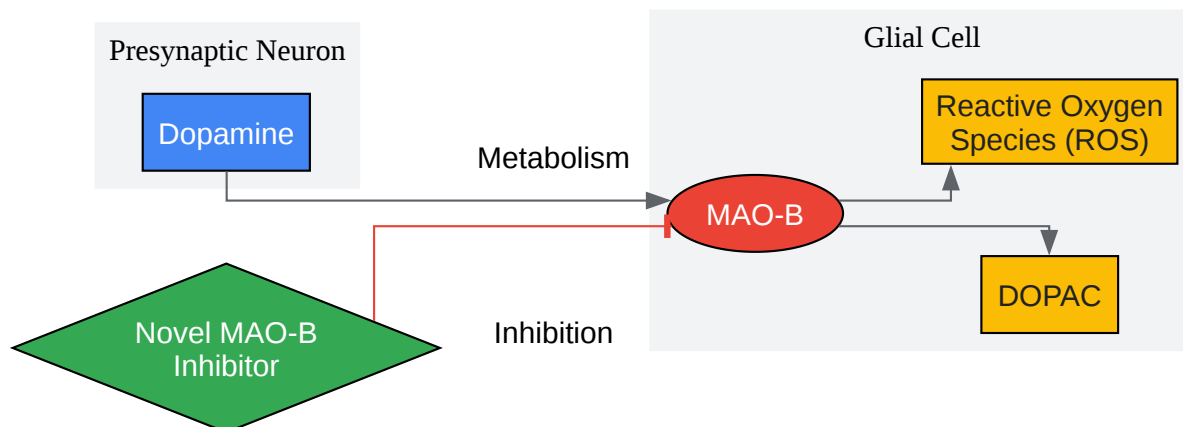 Presynaptic Neuron
Dopamine
Glial Cell
Reactive Oxygen
Species (ROS)
Metabolism
MAO-B
DOPAC
Novel MAO-B
Inhibitor
Inhibition